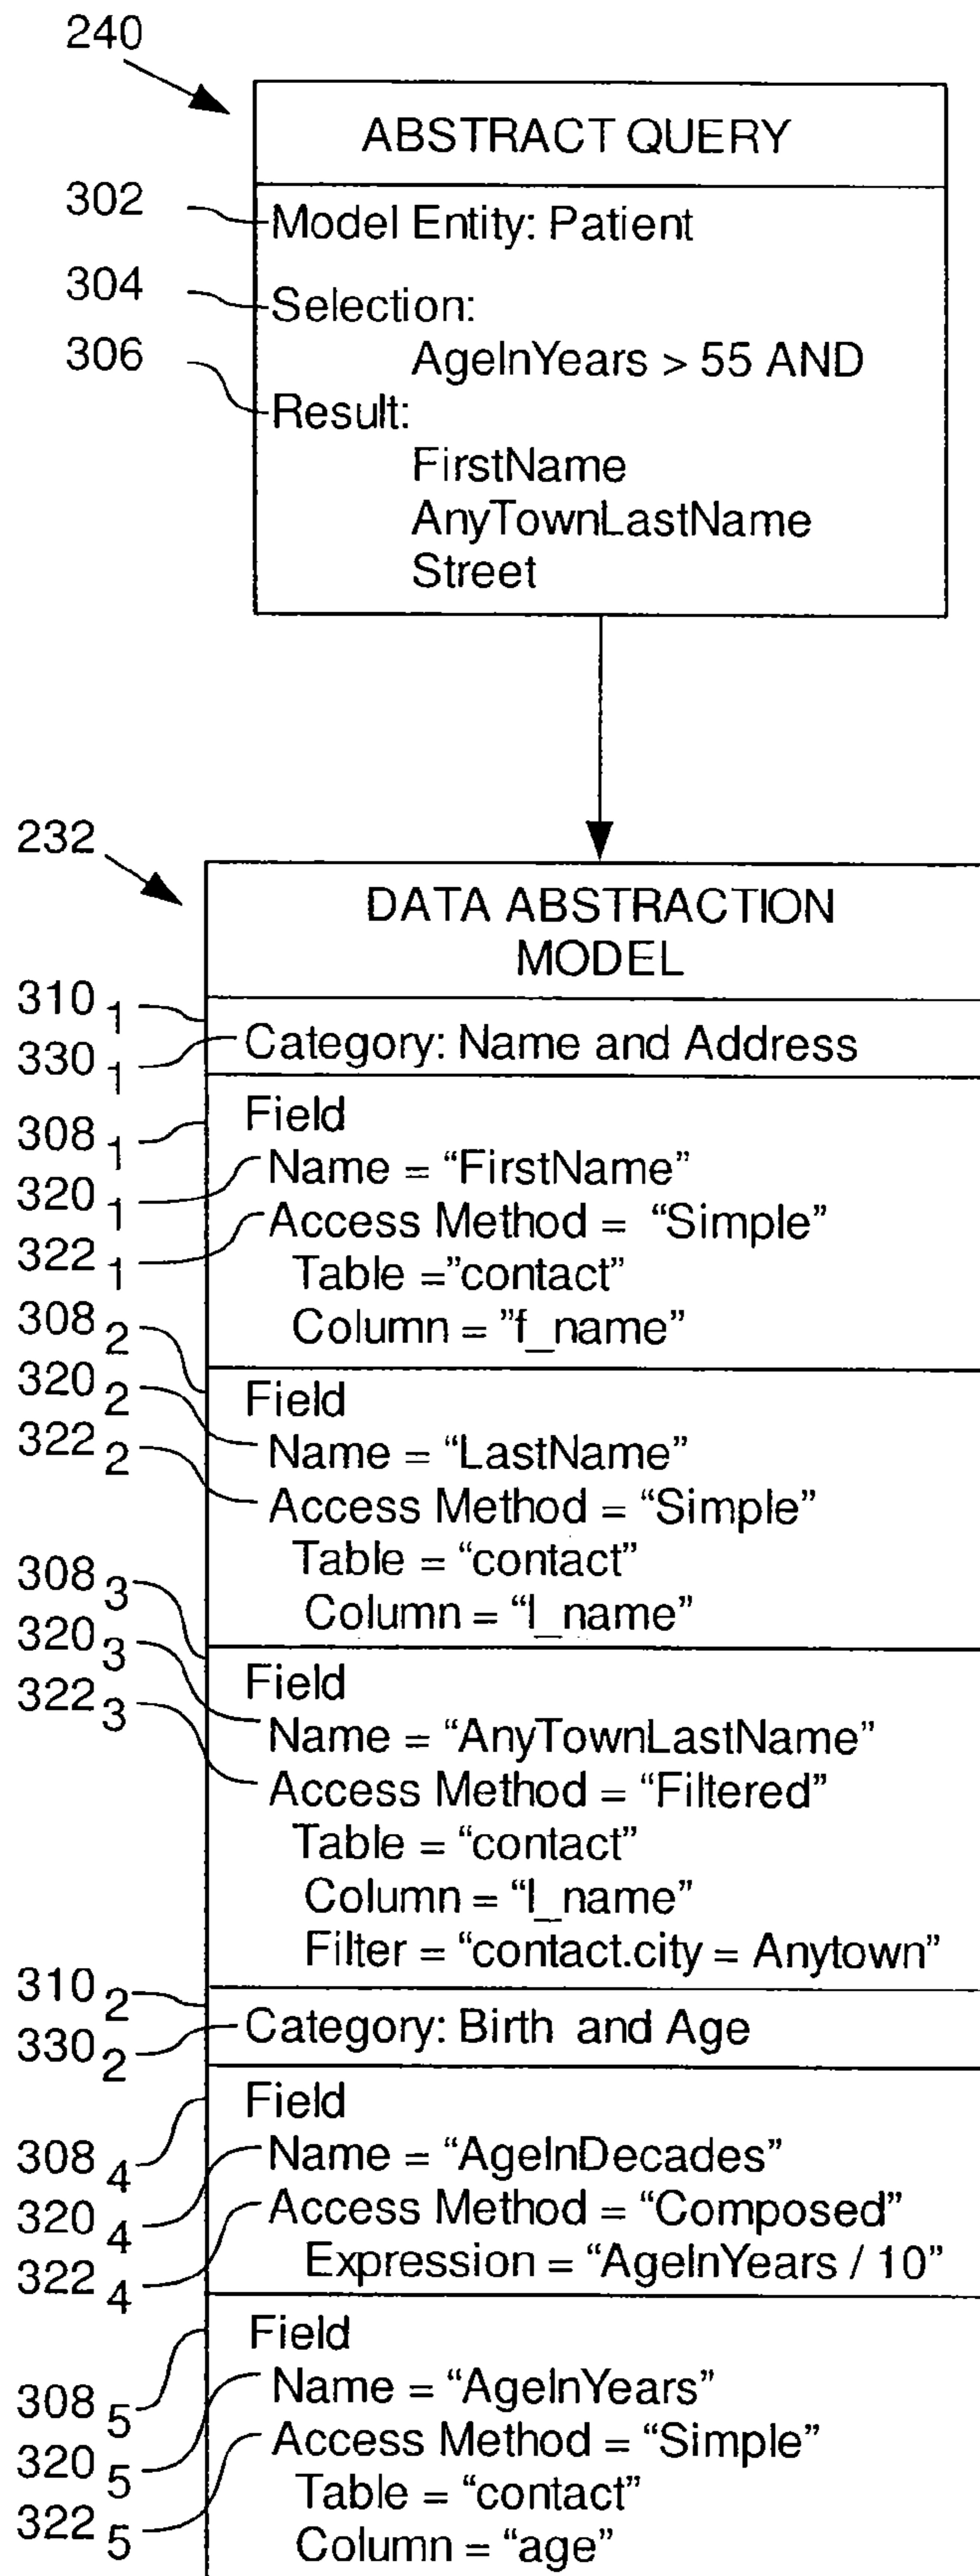 240
ABSTRACT QUERY
302
Model Entity: Patient
304
Selection:
306
AgeInYears > 55 AND
Result:
FirstName
AnyTownLastName
Street
232
DATA ABSTRACTION
MODEL
310 1
330 1
Category: Name and Address
308 1
Field
320 1
Name = “FirstName”
322 1
Access Method = “Simple”
Table =”contact”
Column = ”f_name”
308 2
Field
320 2
Name = “LastName”
322 2
Access Method = “Simple”
Table = “contact”
Column = “l_name”
308 3
Field
320 3
Name = “AnyTownLastName”
322 3
Access Method = “Filtered”
Table = “contact”
Column = “l_name”
Filter = “contact.city = Anytown”
310 2
330 2
Category: Birth and Age
308 4
Field
320 4
Name = “AgeInDecades”
322 4
Access Method = “Composed”
Expression = “AgeInYears / 10”
308 5
Field
320 5
Name = “AgeInYears”
322 5
Access Method = “Simple”
Table = “contact”
Column = “age”